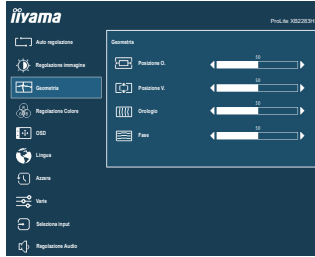 iiyama
ProLite XB2283H
Auto regolazione
Regolazione Immagine
Geometria
Regolazione Colore
OSD
Lingua
Azzera
Varie
Seleziona input
Regolazione Audio
Geometria
Posizione O.
50
Posizione V.
50
Orologio
50
Fase
50